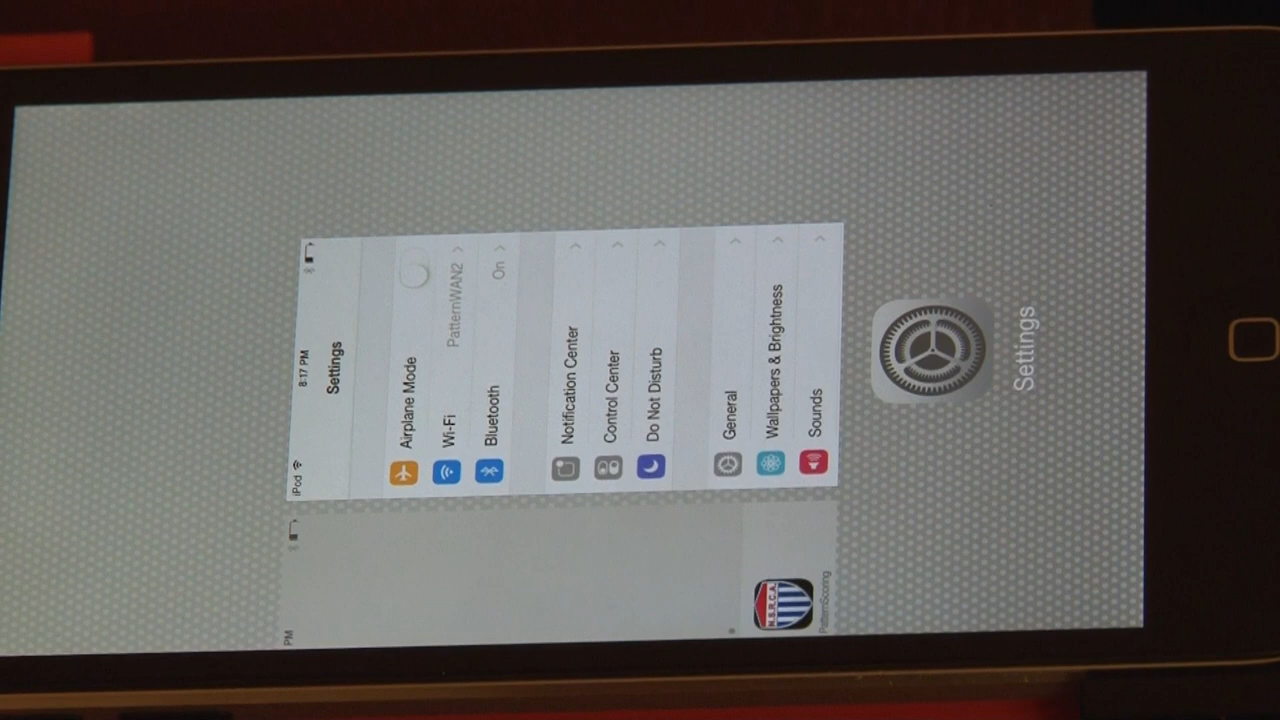 PM
PatternScoring
N.S.R.C.A.
iPod
8:17 PM
Settings
Airplane Mode
Wi-Fi PatternWAN2
Bluetooth On
Notification Center
Control Center
Do Not Disturb
General
Wallpapers & Brightness
Sounds
Settings